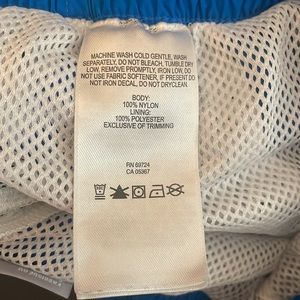 MACHINE WASH COLD GENTLE, WASH
SEPARATELY, DO NOT BLEACH, TUMBLE DRY
LOW, REMOVE PROMPTLY, IRON LOW, DO
NOT USE FABRIC SOFTENER, IF PRESENT DO
NOT IRON DECAL, DO NOT DRYCLEAN.
BODY:
100% NYLON
LINING:
100% POLYESTER
EXCLUSIVE OF TRIMMING
RN 69724
CA 05367